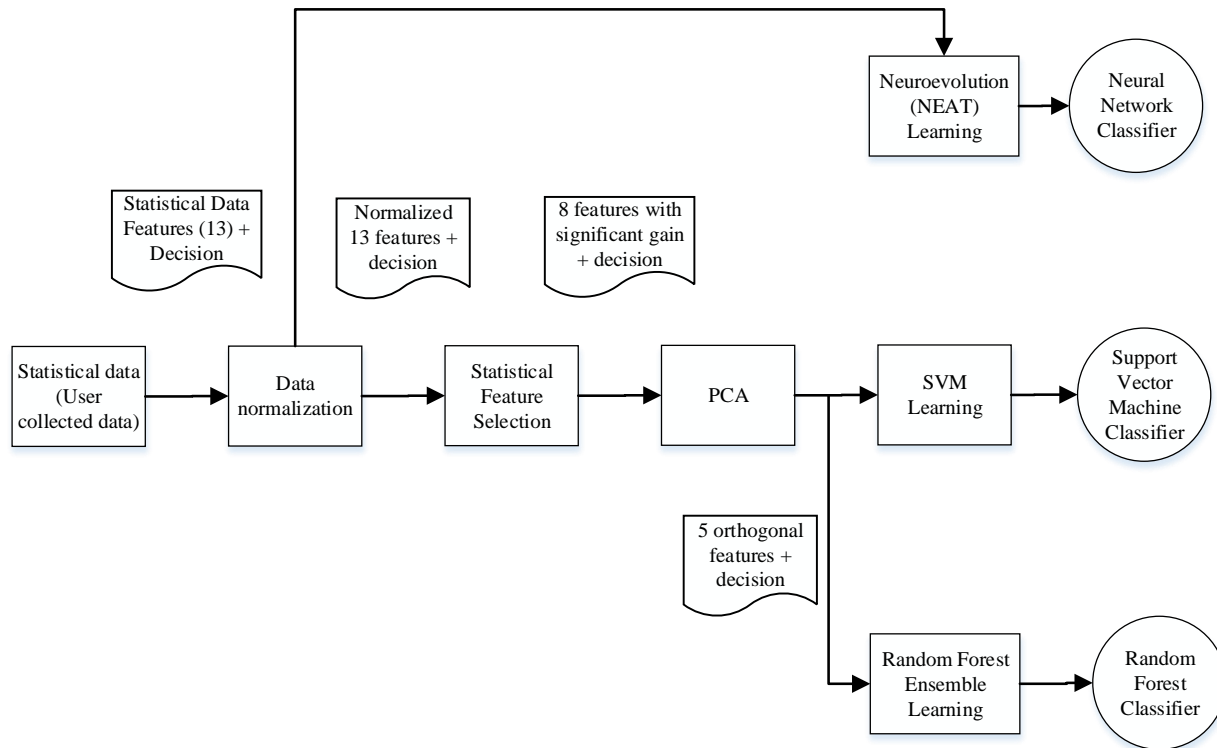 Neuroevolution
(NEAT)
Learning
Neural
Network
Classifier
Statistical Data
Features (13) +
Decision
Normalized
13 features +
decision
8 features with
significant gain
+ decision
Statistical data
(User
collected data)
Data
normalization
Statistical
Feature
Selection
PCA
SVM
Learning
Support
Vector
Machine
Classifier
5 orthogonal
features +
decision
Random Forest
Ensemble
Learning
Random
Forest
Classifier